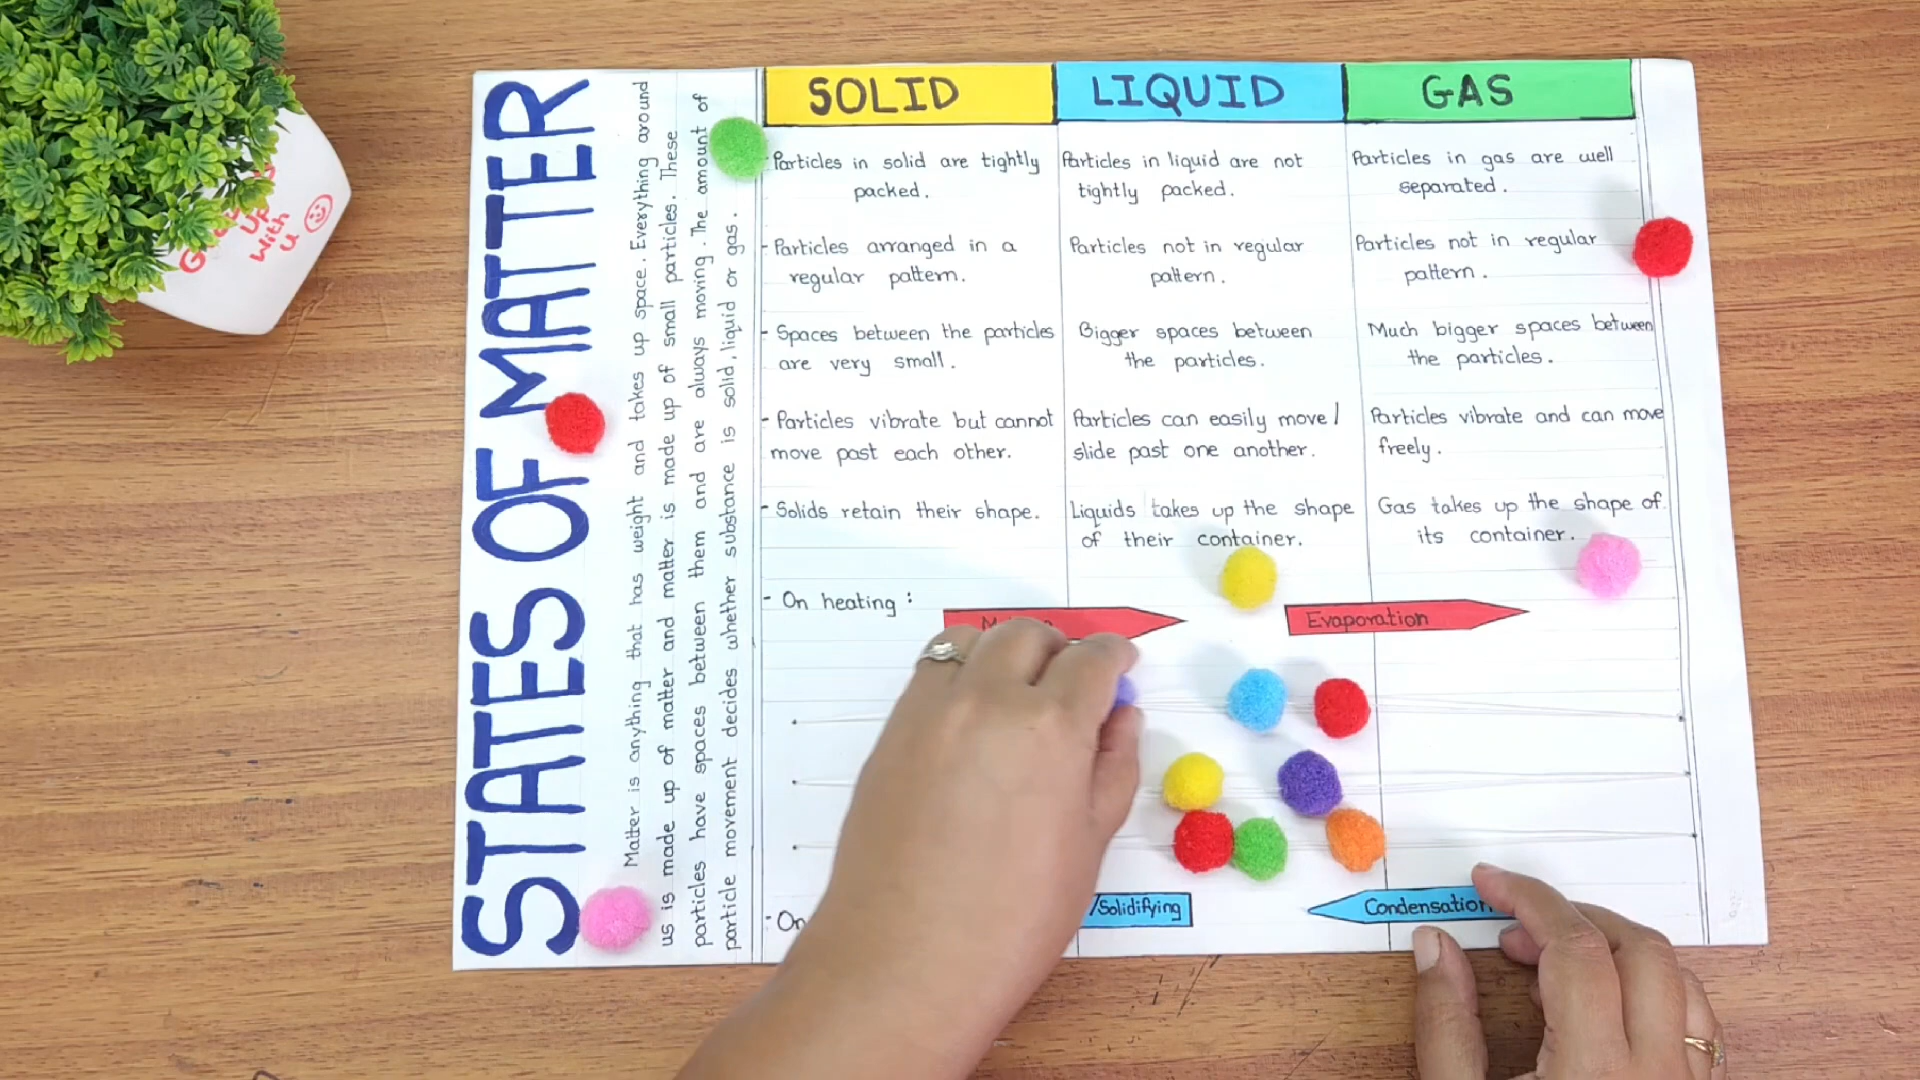 STATES OF MATTER
Matter is anything that has weight and takes up space. Everything around
us is made up of matter and matter is made up of small particles. These
particles have spaces between them and are always moving. The amount of
particle movement decides whether substance is solid, liquid or gas.
SOLID
- Particles in solid are tightly
packed.
- Particles arranged in a
regular pattern.
- Spaces between the particles
are very small.
- Particles vibrate but cannot
move past each other.
- Solids retain their shape.
LIQUID
Particles in liquid are not
tightly packed.
Particles not in regular
pattern.
Bigger spaces between
the particles.
Particles can easily move/
slide past one another.
Liquids takes up the shape
of their container.
GAS
Particles in gas are well
separated.
Particles not in regular
pattern.
Much bigger spaces between
the particles.
Particles vibrate and can move
freely.
Gas takes up the shape of
its container.
- On heating :
Evaporation
- On
/Solidifying
Condensation
Up
With
U